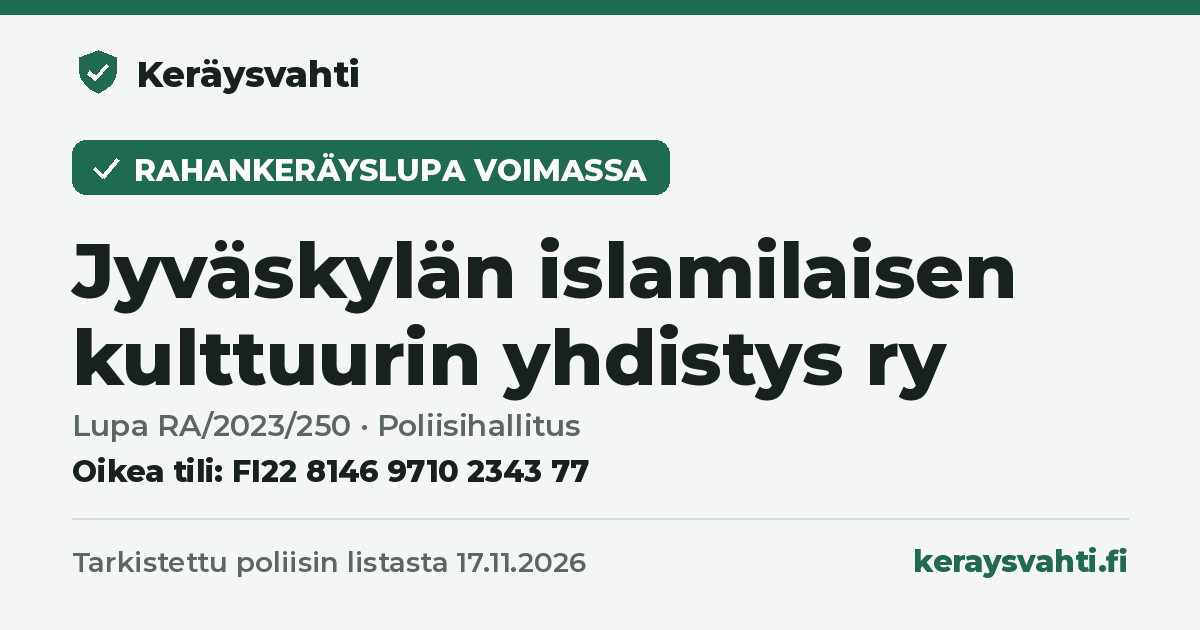 Keräysvahti
RAHANKERÄYSLUPA VOIMASSA
Jyväskylän islamilaisen
kulttuurin yhdistys ry
Lupa RA/2023/250 · Poliisihallitus
Oikea tili: FI22 8146 9710 2343 77
Tarkistettu poliisin listasta 17.11.2026
keraysvahti.fi